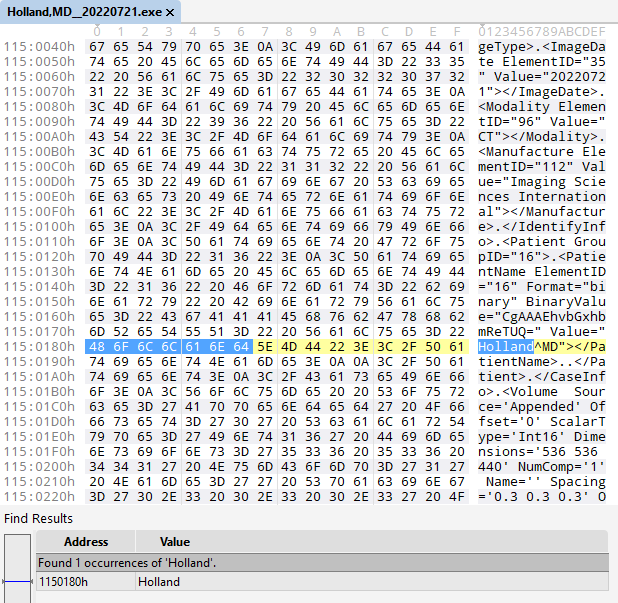 Holland,MD__20220721.exe ×
0 1 2 3 4 5 6 7 8 9 A B C D E F 0123456789ABCDEF
115:0040h 67 65 54 79 70 65 3E 0A 3C 49 6D 61 67 65 44 61 geType>.<ImageDa
115:0050h 74 65 20 45 6C 65 6D 65 6E 74 49 44 3D 22 33 35 te ElementID="35
115:0060h 22 20 56 61 6C 75 65 3D 22 32 30 32 32 30 37 32 " Value="2022072
115:0070h 31 22 3E 3C 2F 49 6D 61 67 65 44 61 74 65 3E 0A 1"></ImageDate>.
115:0080h 3C 4D 6F 64 61 6C 69 74 79 20 45 6C 65 6D 65 6E <Modality Elemen
115:0090h 74 49 44 3D 22 39 36 22 20 56 61 6C 75 65 3D 22 tID="96" Value="
115:00A0h 43 54 22 3E 3C 2F 4D 6F 64 61 6C 69 74 79 3E 0A CT"></Modality>.
115:00B0h 3C 4D 61 6E 75 66 61 63 74 75 72 65 20 45 6C 65 <Manufacture Ele
115:00C0h 6D 65 6E 74 49 44 3D 22 31 31 32 22 20 56 61 6C mentID="112" Val
115:00D0h 75 65 3D 22 49 6D 61 67 69 6E 67 20 53 63 69 65 ue="Imaging Scie
115:00E0h 6E 63 65 73 20 49 6E 74 65 72 6E 61 74 69 6F 6E nces Internation
115:00F0h 61 6C 22 3E 3C 2F 4D 61 6E 75 66 61 63 74 75 72 al"></Manufactur
115:0100h 65 3E 0A 3C 2F 49 64 65 6E 74 69 66 79 49 6E 66 e>.</IdentifyInf
115:0110h 6F 3E 0A 3C 50 61 74 69 65 6E 74 20 47 72 6F 75 o>.<Patient Grou
115:0120h 70 49 44 3D 22 31 36 22 3E 0A 3C 50 61 74 69 65 pID="16">.<Patie
115:0130h 6E 74 4E 61 6D 65 20 45 6C 65 6D 65 6E 74 49 44 ntName ElementID
115:0140h 3D 22 31 36 22 20 46 6F 72 6D 61 74 3D 22 62 69 ="16" Format="bi
115:0150h 6E 61 72 79 22 20 42 69 6E 61 72 79 56 61 6C 75 nary" BinaryValu
115:0160h 65 3D 22 43 67 41 41 41 45 68 76 62 47 78 68 62 e="CgAAAEhvbGxhb
115:0170h 6D 52 65 54 55 51 3D 22 20 56 61 6C 75 65 3D 22 mReTUQ=" Value="
115:0180h 48 6F 6C 6C 61 6E 64 5E 4D 44 22 3E 3C 2F 50 61 Holland^MD"></Pa
115:0190h 74 69 65 6E 74 4E 61 6D 65 3E 0A 0A 3C 2F 50 61 tientName>..</Pa
115:01A0h 74 69 65 6E 74 3E 0A 3C 2F 43 61 73 65 49 6E 66 tient>.</CaseInf
115:01B0h 6F 3E 0A 3C 56 6F 6C 75 6D 65 20 20 53 6F 75 72 o>.<Volume  Sour
115:01C0h 63 65 3D 27 41 70 70 65 6E 64 65 64 27 20 4F 66 ce='Appended' Of
115:01D0h 66 73 65 74 3D 27 30 27 20 53 63 61 6C 61 72 54 fset='0' ScalarT
115:01E0h 79 70 65 3D 27 49 6E 74 31 36 27 20 44 69 6D 65 ype='Int16' Dime
115:01F0h 6E 73 69 6F 6E 73 3D 27 35 33 36 20 35 33 36 20 nsions='536 536 
115:0200h 34 34 31 27 20 4E 75 6D 43 6F 6D 70 3D 27 31 27 440' NumComp='1'
115:0210h 20 4E 61 6D 65 3D 27 27 20 53 70 61 63 69 6E 67  Name='' Spacing
115:0220h 3D 27 30 2E 33 20 30 2E 33 20 30 2E 33 27 20 4F ='0.3 0.3 0.3' O
Find Results
Address Value
Found 1 occurrences of 'Holland'.
1150180h Holland